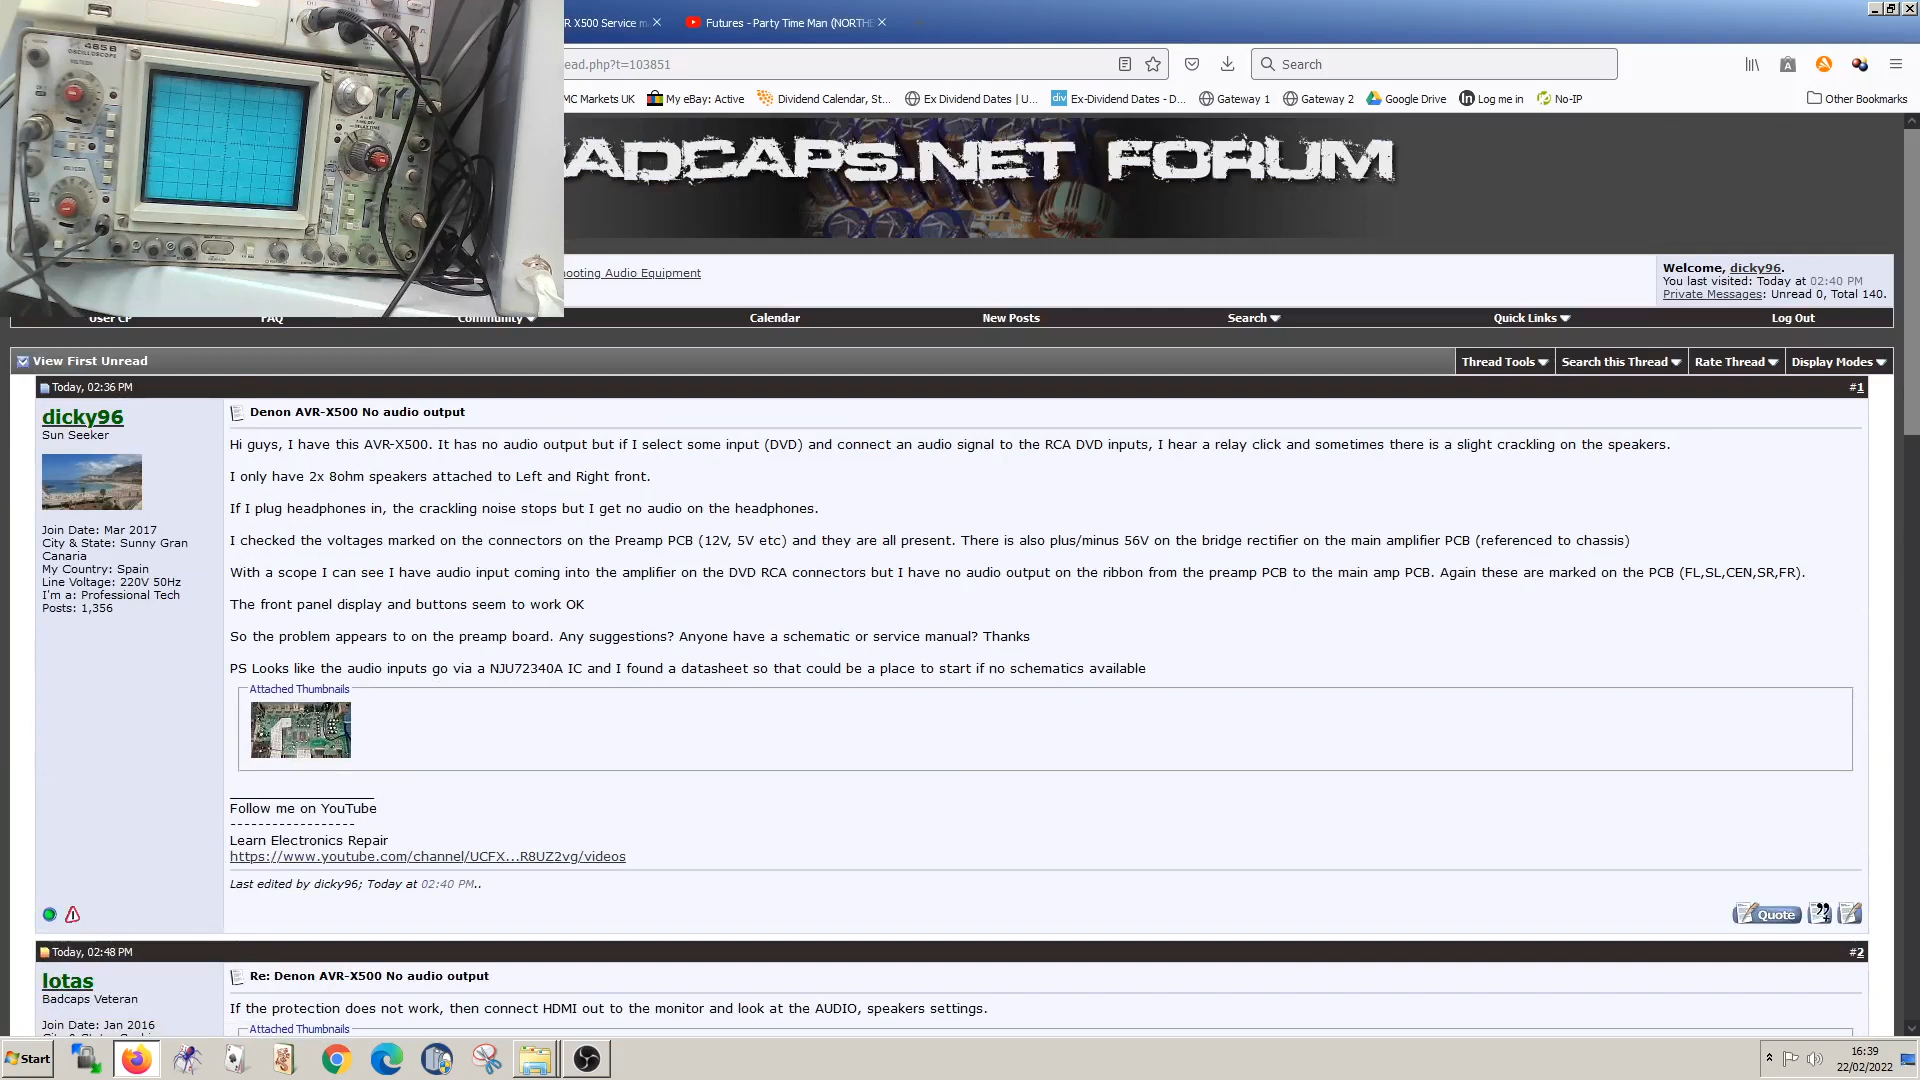 465B
OSCILLOSCOPE
R X500 Service m
Futures - Party Time Man (NORTH
ead.php?t=103851
Search
MC Markets UK
My eBay: Active
Dividend Calendar, St...
Ex Dividend Dates | U...
Ex-Dividend Dates - D...
Gateway 1
Gateway 2
Google Drive
Log me in
No-IP
Other Bookmarks
ADCAPS.NET FORUM
hooting Audio Equipment
Welcome, dicky96.
You last visited: Today at 02:40 PM
Private Messages: Unread 0, Total 140.
User CP
FAQ
Community
Calendar
New Posts
Search
Quick Links
Log Out
View First Unread
Thread Tools
Search this Thread
Rate Thread
Display Modes
Today, 02:36 PM
#1
dicky96
Sun Seeker
Join Date: Mar 2017
City & State: Sunny Gran
Canaria
My Country: Spain
Line Voltage: 220V 50Hz
I'm a: Professional Tech
Posts: 1,356
Denon AVR-X500 No audio output
Hi guys, I have this AVR-X500. It has no audio output but if I select some input (DVD) and connect an audio signal to the RCA DVD inputs, I hear a relay click and sometimes there is a slight crackling on the speakers.
I only have 2x 8ohm speakers attached to Left and Right front.
If I plug headphones in, the crackling noise stops but I get no audio on the headphones.
I checked the voltages marked on the connectors on the Preamp PCB (12V, 5V etc) and they are all present. There is also plus/minus 56V on the bridge rectifier on the main amplifier PCB (referenced to chassis)
With a scope I can see I have audio input coming into the amplifier on the DVD RCA connectors but I have no audio output on the ribbon from the preamp PCB to the main amp PCB. Again these are marked on the PCB (FL,SL,CEN,SR,FR).
The front panel display and buttons seem to work OK
So the problem appears to on the preamp board. Any suggestions? Anyone have a schematic or service manual? Thanks
PS Looks like the audio inputs go via a NJU72340A IC and I found a datasheet so that could be a place to start if no schematics available
Attached Thumbnails
__________________
Follow me on YouTube
-----------------
Learn Electronics Repair
https://www.youtube.com/channel/UCFX...R8UZ2vg/videos
Last edited by dicky96; Today at 02:40 PM..
Quote
Today, 02:48 PM
#2
lotas
Badcaps Veteran
Join Date: Jan 2016
Re: Denon AVR-X500 No audio output
If the protection does not work, then connect HDMI out to the monitor and look at the AUDIO, speakers settings.
Attached Thumbnails
Start
16:39
22/02/2022